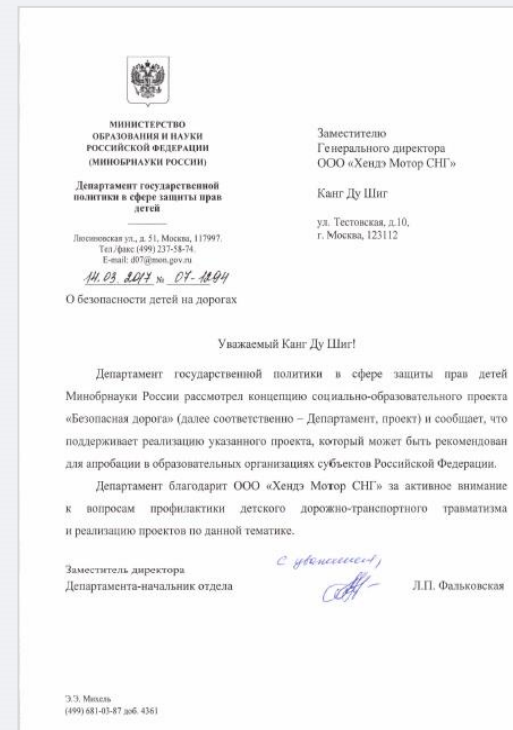 МИНИСТЕРСТВО
ОБРАЗОВАНИЯ И НАУКИ
РОССИЙСКОЙ ФЕДЕРАЦИИ
(МИНОБРНАУКИ РОССИИ)
Департамент государственной
политики в сфере защиты прав
детей
Люсиновская ул., д. 51, Москва, 117997.
Тел./факс (499) 237-58-74.
E-mail: d07@mon.gov.ru
14.03.2017 № 07-1294
О безопасности детей на дорогах
Заместителю
Генерального директора
ООО «Хендэ Мотор СНГ»
Канг Ду Шиг
ул. Тестовская, д.10,
г. Москва, 123112
Уважаемый Канг Ду Шиг!
Департамент государственной политики в сфере защиты прав детей
Минобрнауки России рассмотрел концепцию социально-образовательного проекта
«Безопасная дорога» (далее соответственно – Департамент, проект) и сообщает, что
поддерживает реализацию указанного проекта, который может быть рекомендован
для апробации в образовательных организациях субъектов Российской Федерации.
Департамент благодарит ООО «Хендэ Мотор СНГ» за активное внимание
к вопросам профилактики детского дорожно-транспортного травматизма
и реализацию проектов по данной тематике.
С уважением,
Заместитель директора
Департамента-начальник отдела Л.П. Фальковская
Э.Э. Михель
(499) 681-03-87 доб. 4361